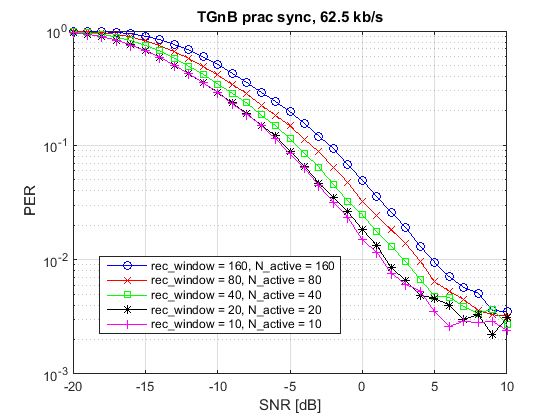 TGnB prac sync, 62.5 kb/s
10^0
10^-1
10^-2
10^-3
PER
rec_window = 160, N_active = 160
rec_window = 80, N_active = 80
rec_window = 40, N_active = 40
rec_window = 20, N_active = 20
rec_window = 10, N_active = 10
-20 -15 -10 -5 0 5 10
SNR [dB]